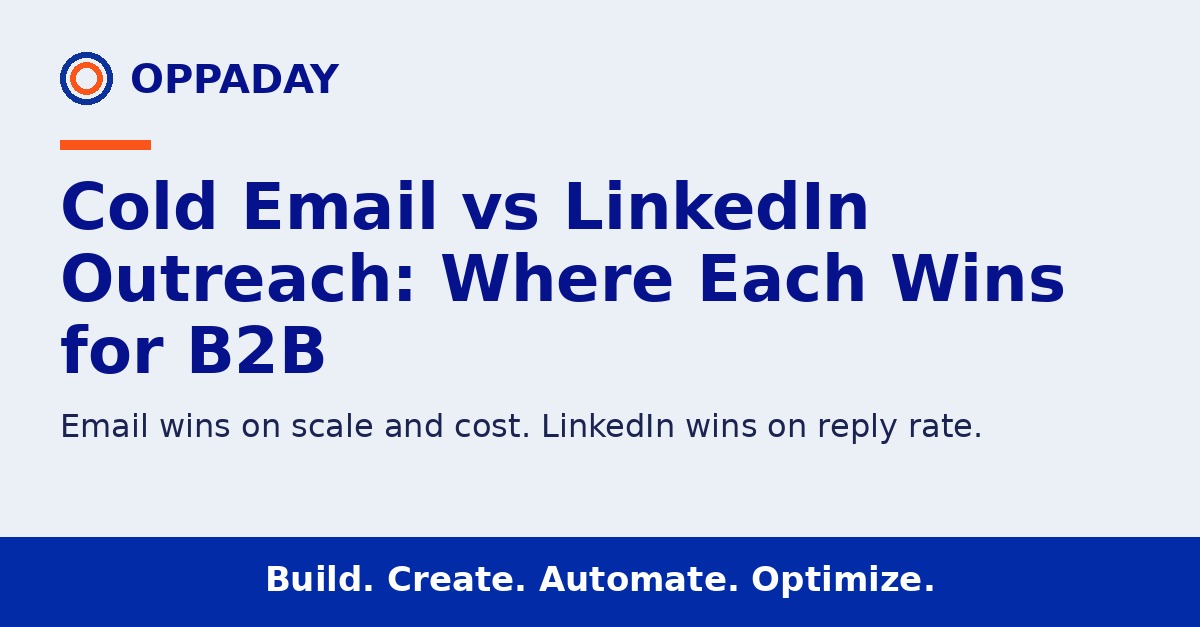 OPPADAY
Cold Email vs LinkedIn
Outreach: Where Each Wins
for B2B
Email wins on scale and cost. LinkedIn wins on reply rate.
Build. Create. Automate. Optimize.